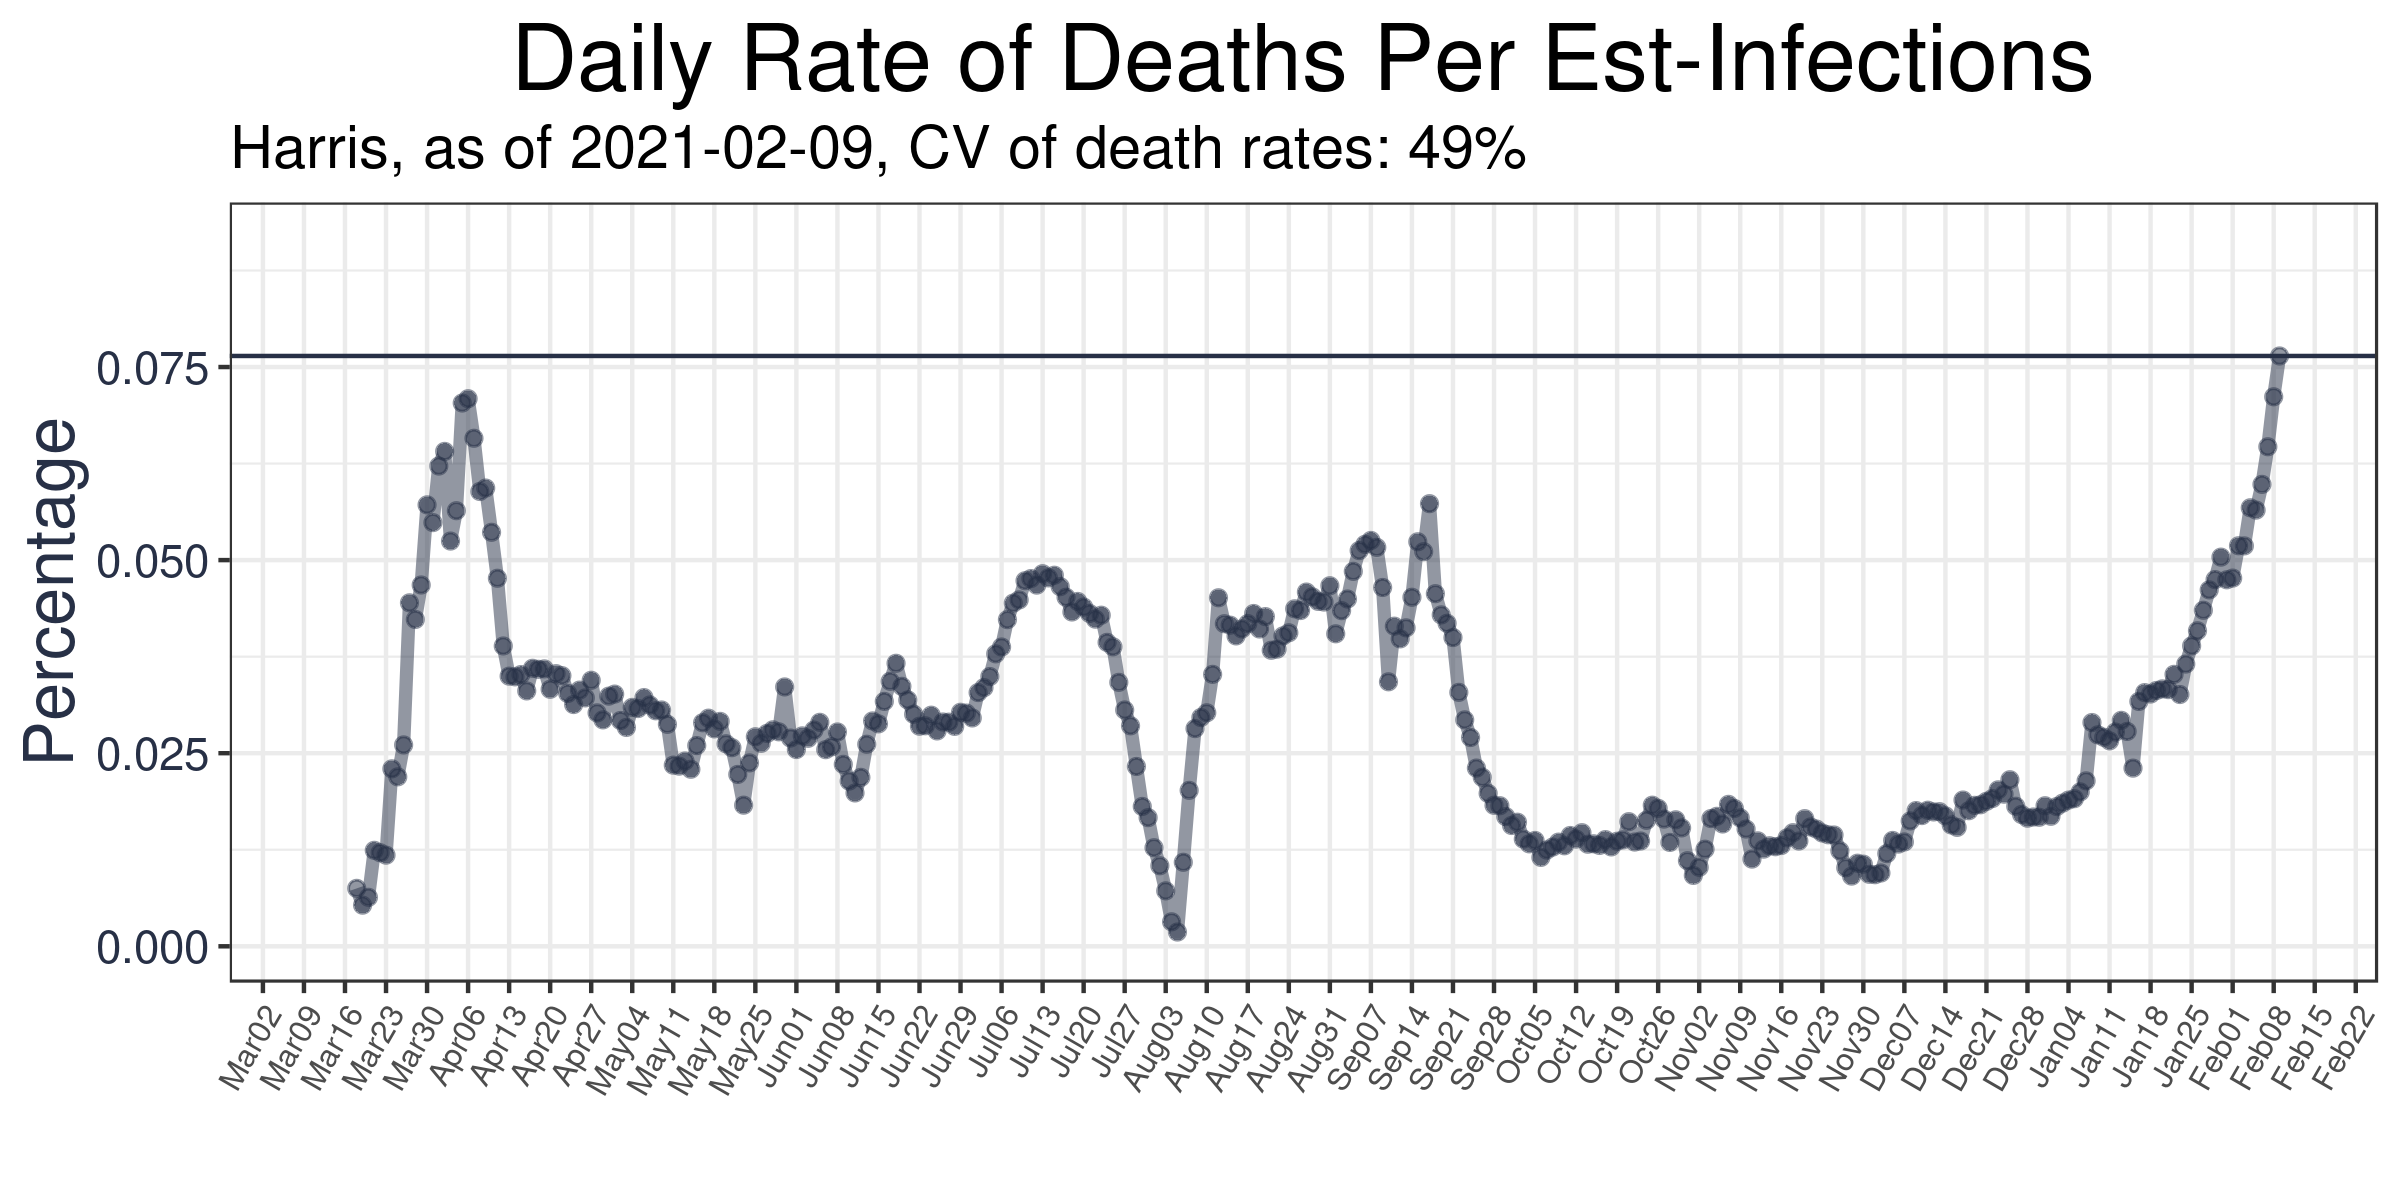 Daily Rate of Deaths Per Est-Infections
Harris, as of 2021-02-09, CV of death rates: 49%
Percentage
0.075
0.050
0.025
0.000
Mar02
Mar09
Mar16
Mar23
Mar30
Apr06
Apr13
Apr20
Apr27
May04
May11
May18
May25
Jun01
Jun08
Jun15
Jun22
Jun29
Jul06
Jul13
Jul20
Jul27
Aug03
Aug10
Aug17
Aug24
Aug31
Sep07
Sep14
Sep21
Sep28
Oct05
Oct12
Oct19
Oct26
Nov02
Nov09
Nov16
Nov23
Nov30
Dec07
Dec14
Dec21
Dec28
Jan04
Jan11
Jan18
Jan25
Feb01
Feb08
Feb15
Feb22